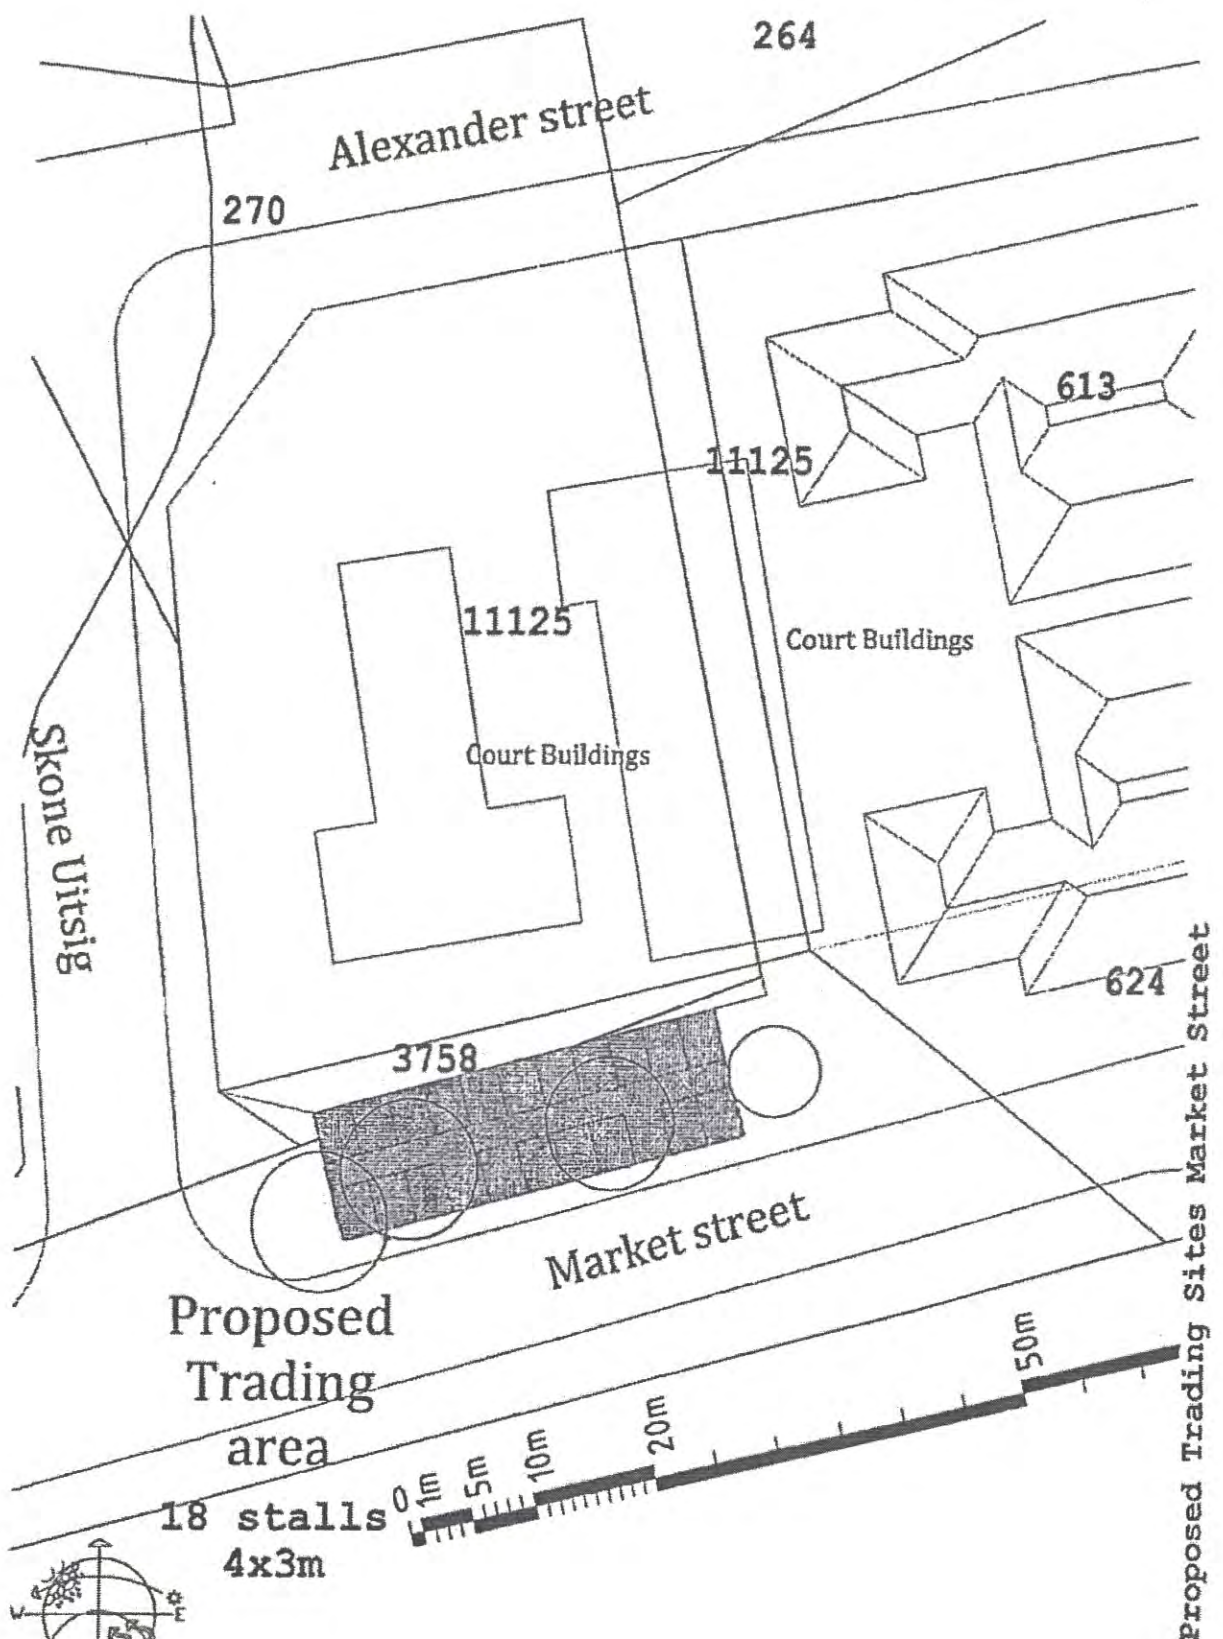 264
Alexander street
270
613
11125
11125
Court Buildings
Court Buildings
Skone Uitsig
624
3758
Market street
Proposed
Trading
area
18 stalls
4x3m
0 1m 5m 10m 20m 50m
E
Proposed Trading Sites Market Street